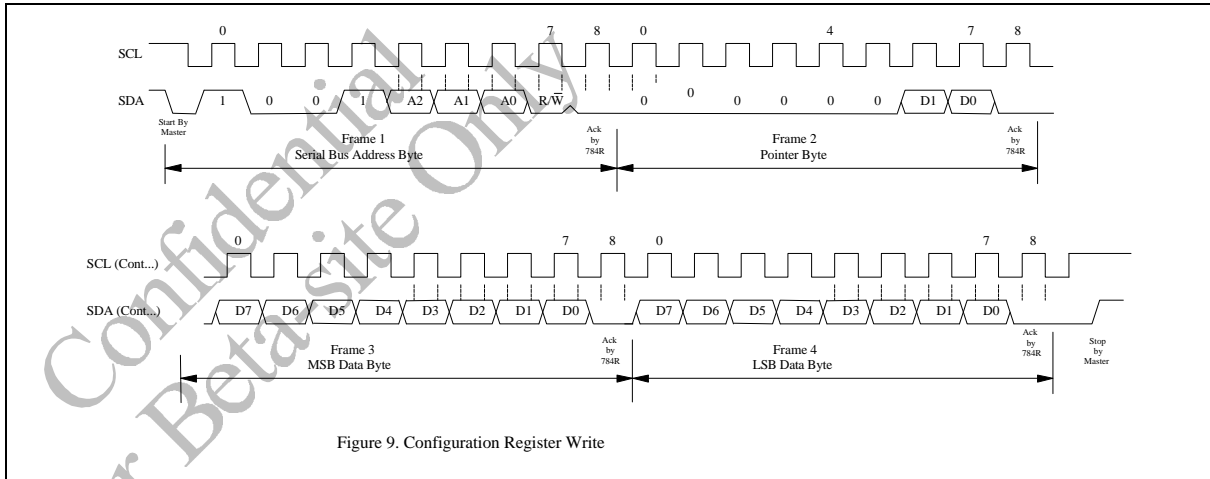 0 7 8 0 4 7 8
SCL
SDA 1 0 0 1 A2 A1 A0 R/W̅ 0 0 0 0 0 0 D1 D0
Start By
Master
Frame 1
Serial Bus Address Byte
Ack
by
784R
Frame 2
Pointer Byte
Ack
by
784R
0 7 8 0 7 8
SCL (Cont...)
SDA (Cont...) D7 D6 D5 D4 D3 D2 D1 D0 D7 D6 D5 D4 D3 D2 D1 D0
Frame 3
MSB Data Byte
Ack
by
784R
Frame 4
LSB Data Byte
Ack
by
784R
Stop
by
Master
Figure 9. Configuration Register Write
Confidential
r Beta-site Only